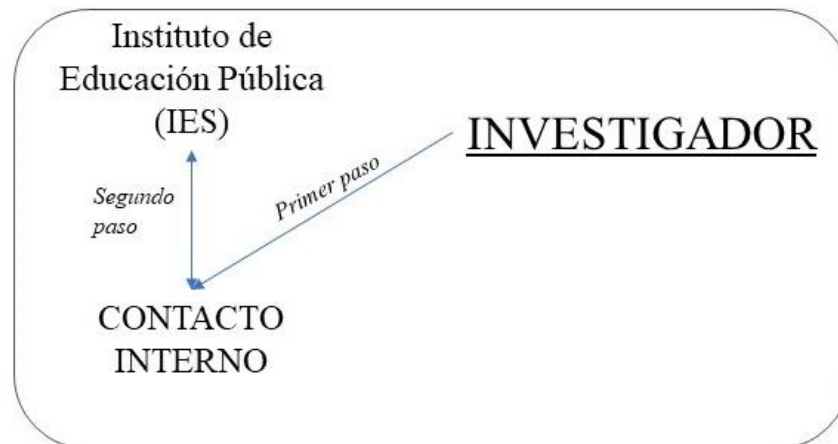 Instituto de
Educación Pública
(IES)
INVESTIGADOR
Primer paso
Segundo
paso
CONTACTO
INTERNO